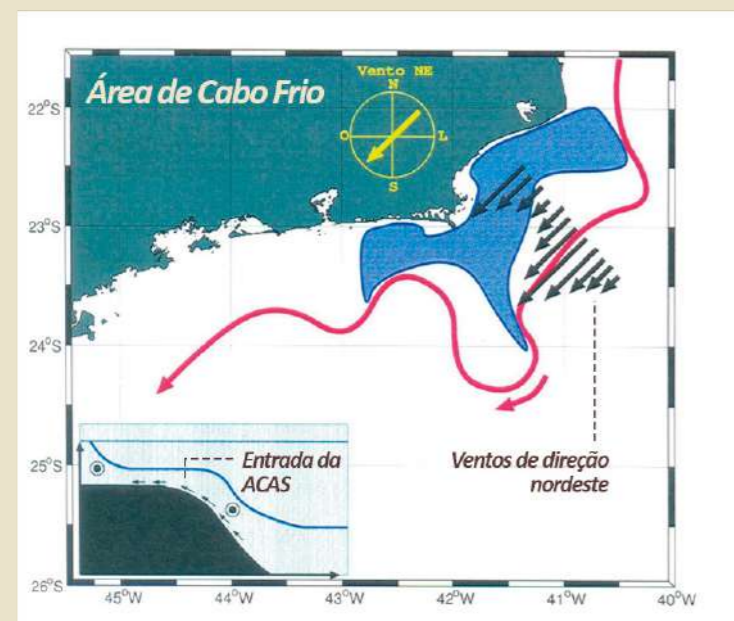 Área de Cabo Frio
Vento NE
N
O
L
S
22°S
23°S
24°S
25°S
26°S
Entrada da
ACAS
Ventos de direção
nordeste
45°W
44°W
43°W
42°W
41°W
40°W